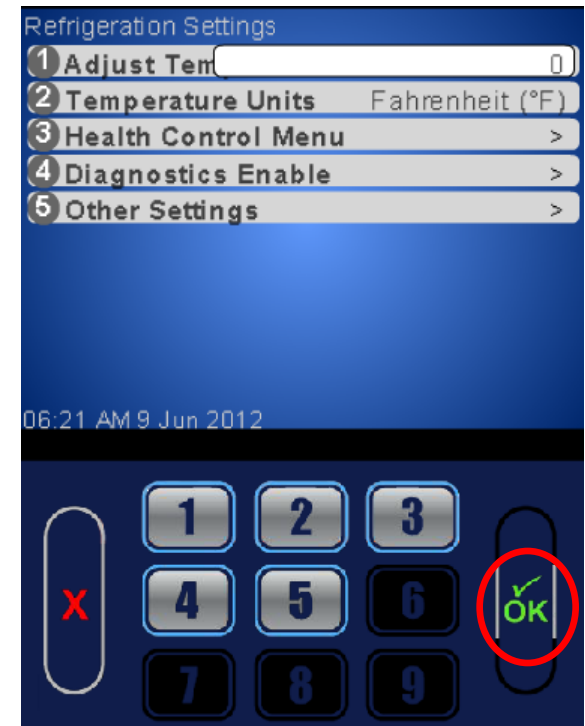 Refrigeration Settings
1 Adjust Tem 0
2 Temperature Units Fahrenheit (°F)
3 Health Control Menu >
4 Diagnostics Enable >
5 Other Settings >
06:21 AM 9 Jun 2012
1 2 3
4 5 6
X OK
7 8 9